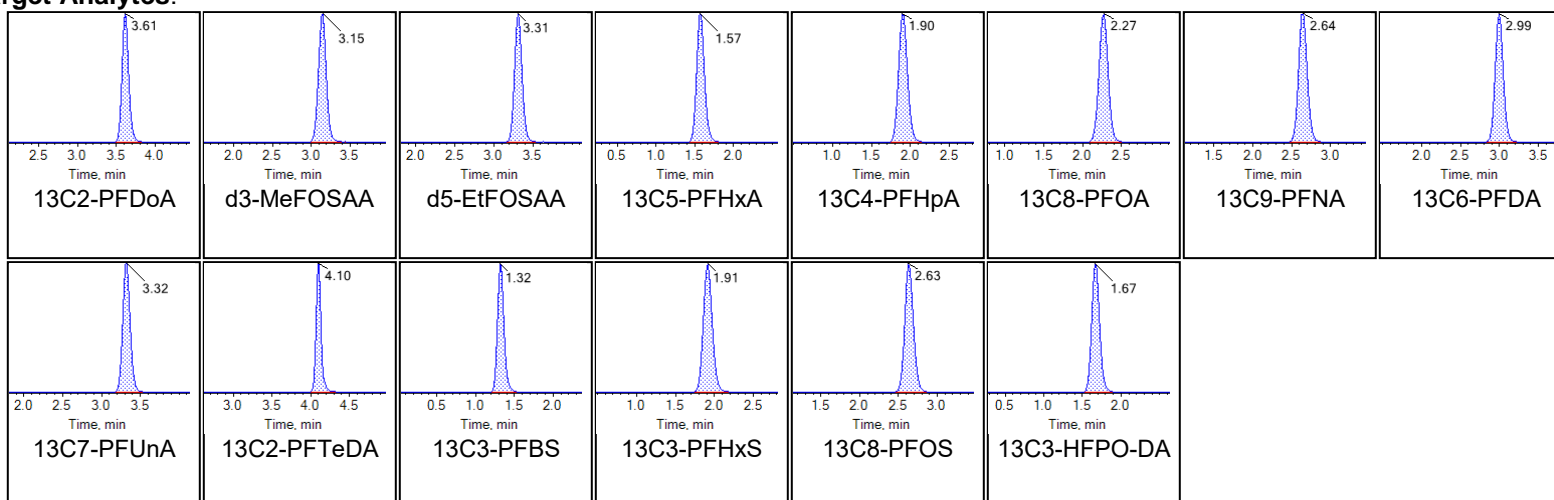 arget Analytes:
3.61
2.5 3.0 3.5 4.0
Time, min
13C2-PFDoA
3.15
2.0 2.5 3.0 3.5
Time, min
d3-MeFOSAA
3.31
2.0 2.5 3.0 3.5
Time, min
d5-EtFOSAA
1.57
0.5 1.0 1.5 2.0
Time, min
13C5-PFHxA
1.90
1.0 1.5 2.0 2.5
Time, min
13C4-PFHpA
2.27
1.0 1.5 2.0 2.5
Time, min
13C8-PFOA
2.64
1.5 2.0 2.5 3.0
Time, min
13C9-PFNA
2.99
2.0 2.5 3.0 3.5
Time, min
13C6-PFDA
3.32
2.0 2.5 3.0 3.5
Time, min
13C7-PFUnA
4.10
3.0 3.5 4.0 4.5
Time, min
13C2-PFTeDA
1.32
0.5 1.0 1.5 2.0
Time, min
13C3-PFBS
1.91
1.0 1.5 2.0 2.5
Time, min
13C3-PFHxS
2.63
1.5 2.0 2.5 3.0
Time, min
13C8-PFOS
1.67
0.5 1.0 1.5 2.0
Time, min
13C3-HFPO-DA